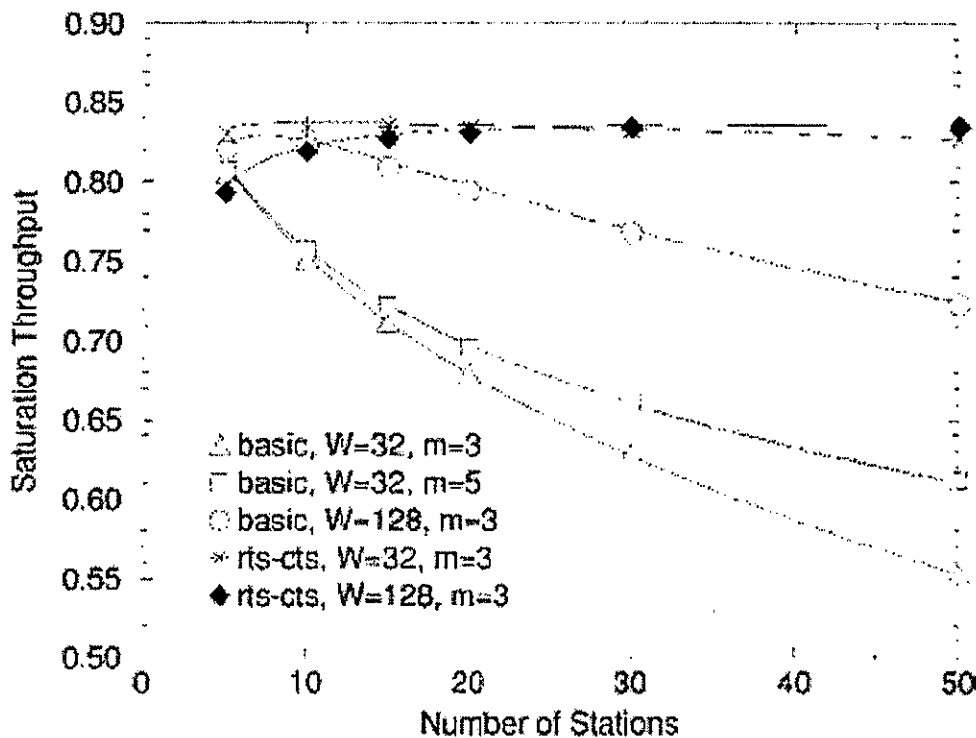 0.90
0.85
0.80
0.75
0.70
0.65
0.60
0.55
0.50
Saturation Throughput
basic, W=32, m=3
basic, W=32, m=5
basic, W=128, m=3
rts-cts, W=32, m=3
rts-cts, W=128, m=3
0 10 20 30 40 50
Number of Stations